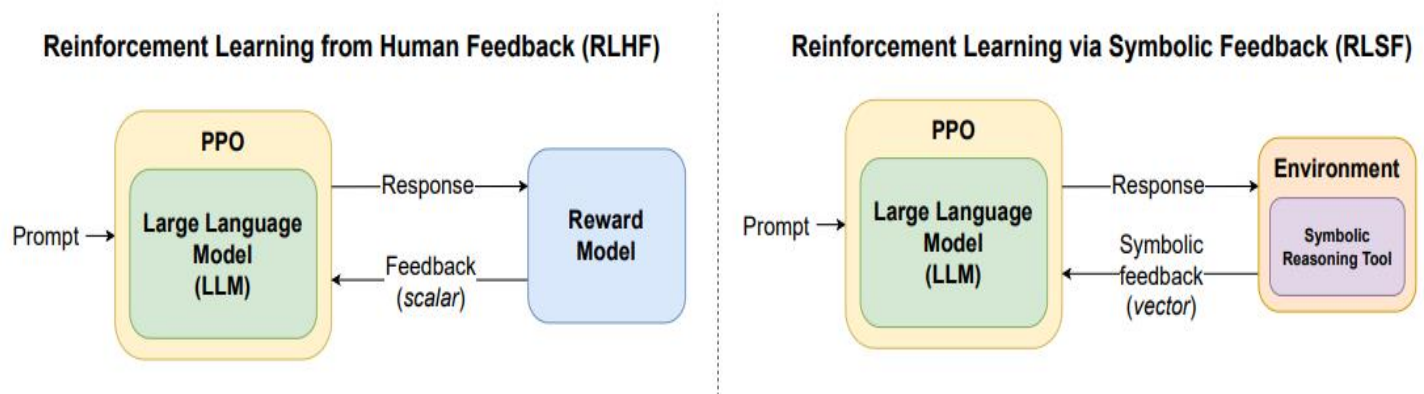 Reinforcement Learning from Human Feedback (RLHF)
PPO
Large Language
Model
(LLM)
Prompt
Response
Feedback
(scalar)
Reward
Model
Reinforcement Learning via Symbolic Feedback (RLSF)
PPO
Large Language
Model
(LLM)
Prompt
Response
Symbolic
feedback
(vector)
Environment
Symbolic
Reasoning Tool